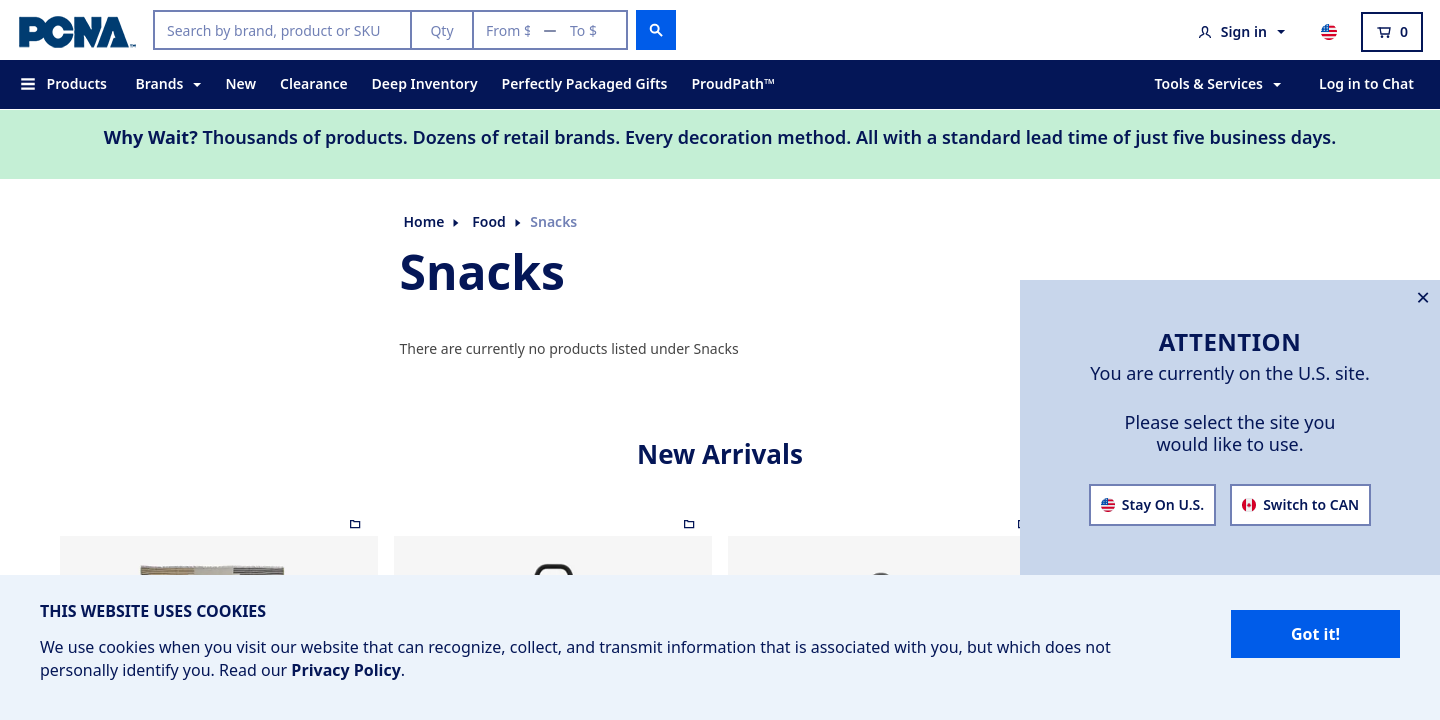 PCNA™
Search by brand, product or SKU
Qty
From $
—
To $
Sign in
0
Products
Brands
New
Clearance
Deep Inventory
Perfectly Packaged Gifts
ProudPath™
Tools & Services
Log in to Chat
Why Wait? Thousands of products. Dozens of retail brands. Every decoration method. All with a standard lead time of just five business days.
Home
Food
Snacks
Snacks
There are currently no products listed under Snacks
ATTENTION
You are currently on the U.S. site.
Please select the site you
would like to use.
Stay On U.S.
Switch to CAN
New Arrivals
THIS WEBSITE USES COOKIES
We use cookies when you visit our website that can recognize, collect, and transmit information that is associated with you, but which does not
personally identify you. Read our Privacy Policy.
Got it!